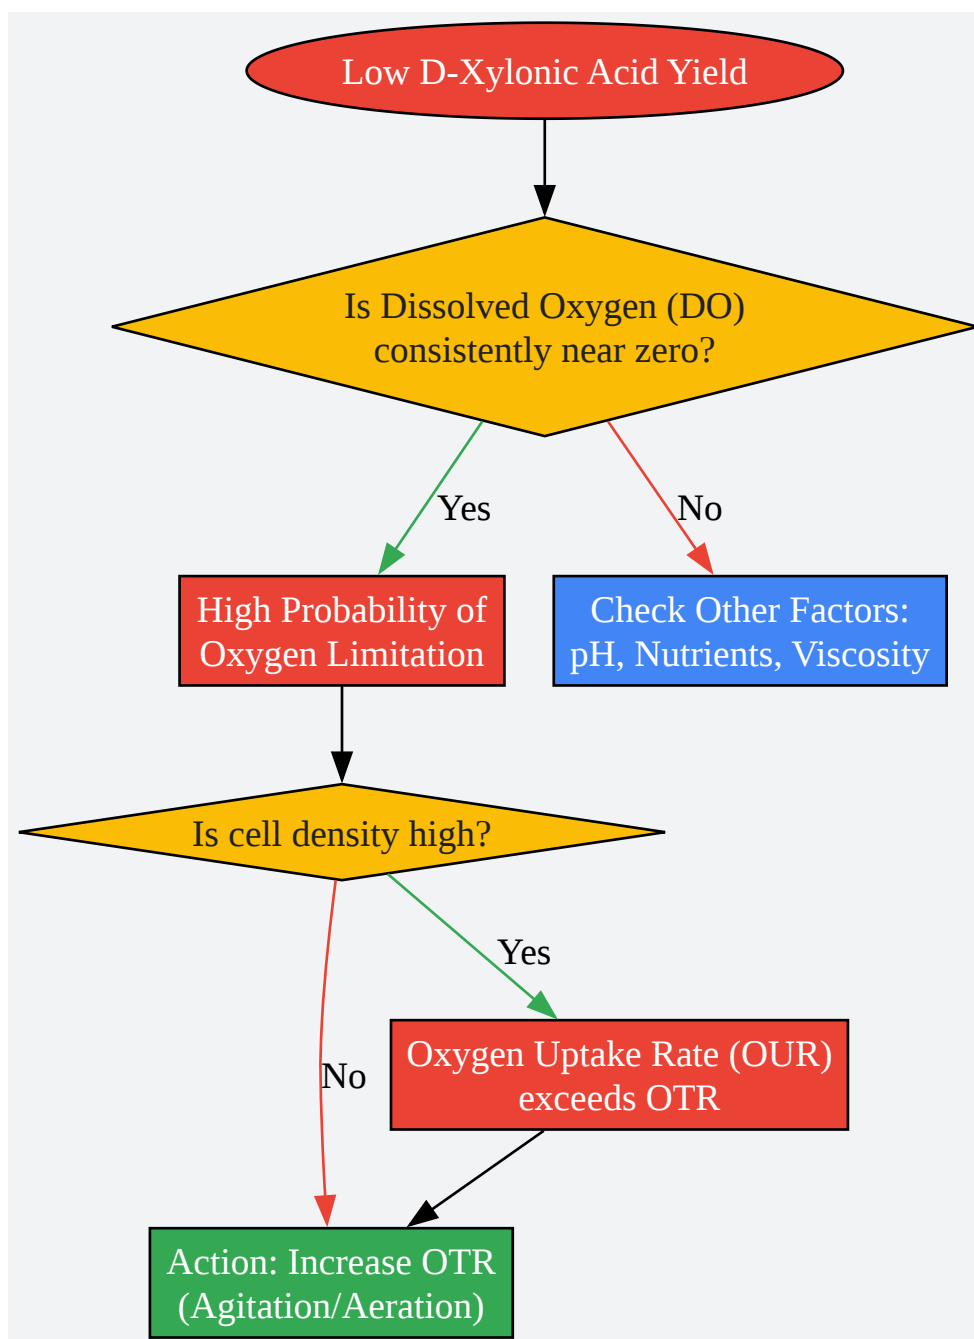 Low D-Xylonic Acid Yield
Is Dissolved Oxygen (DO)
consistently near zero?
Yes
No
High Probability of
Oxygen Limitation
Check Other Factors:
pH, Nutrients, Viscosity
Is cell density high?
Yes
Oxygen Uptake Rate (OUR)
exceeds OTR
No
Action: Increase OTR
(Agitation/Aeration)